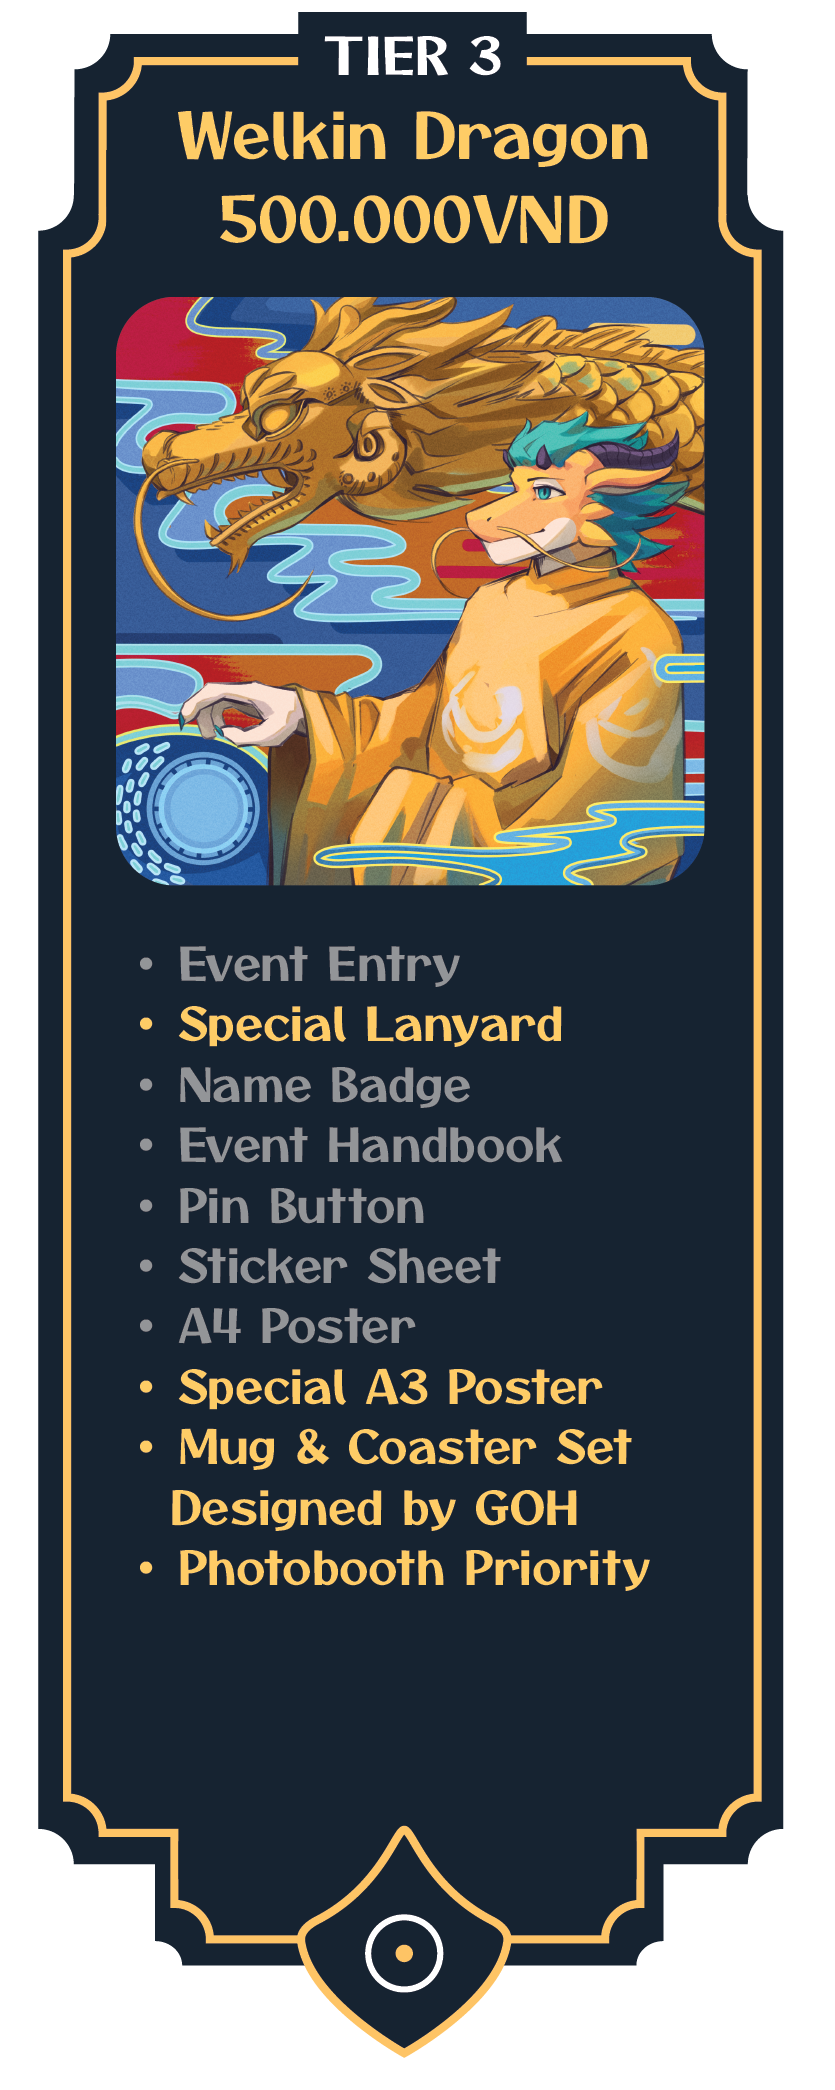 TIER 3
Welkin Dragon
500.000VND
• Event Entry
• Special Lanyard
• Name Badge
• Event Handbook
• Pin Button
• Sticker Sheet
• A4 Poster
• Special A3 Poster
• Mug & Coaster Set
Designed by GOH
• Photobooth Priority